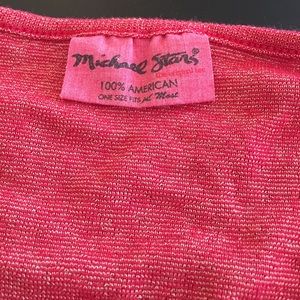 Michael Stars
100% AMERICAN
ONE SIZE FITS Most